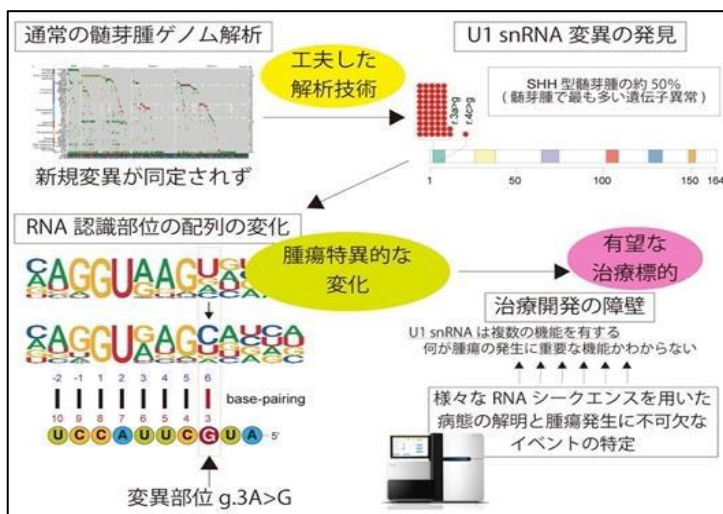 通常の髄芽腫ゲノム解析
工夫した
解析技術
U1 snRNA 変異の発見
SHH 型髄芽腫の約 50%
( 髄芽腫で最も多い遺伝子異常 )
r.3a>g
r.4c>g
1 50 100 150 164
新規変異が同定されず
RNA 認識部位の配列の変化
腫瘍特異的な
変化
有望な
治療標的
治療開発の障壁
U1 snRNA は複数の機能を有する
何が腫瘍の発生に重要な機能かわからない
様々な RNA シークエンスを用いた
病態の解明と腫瘍発生に不可欠な
イベントの特定
CAGGUAAGU
CAGGUGAGCAUCA
-2 -1 1 2 3 4 5 6
base-pairing
10 9 8 7 6 5 4 3
U C C A U U C G U A -5'
変異部位 g.3A>G